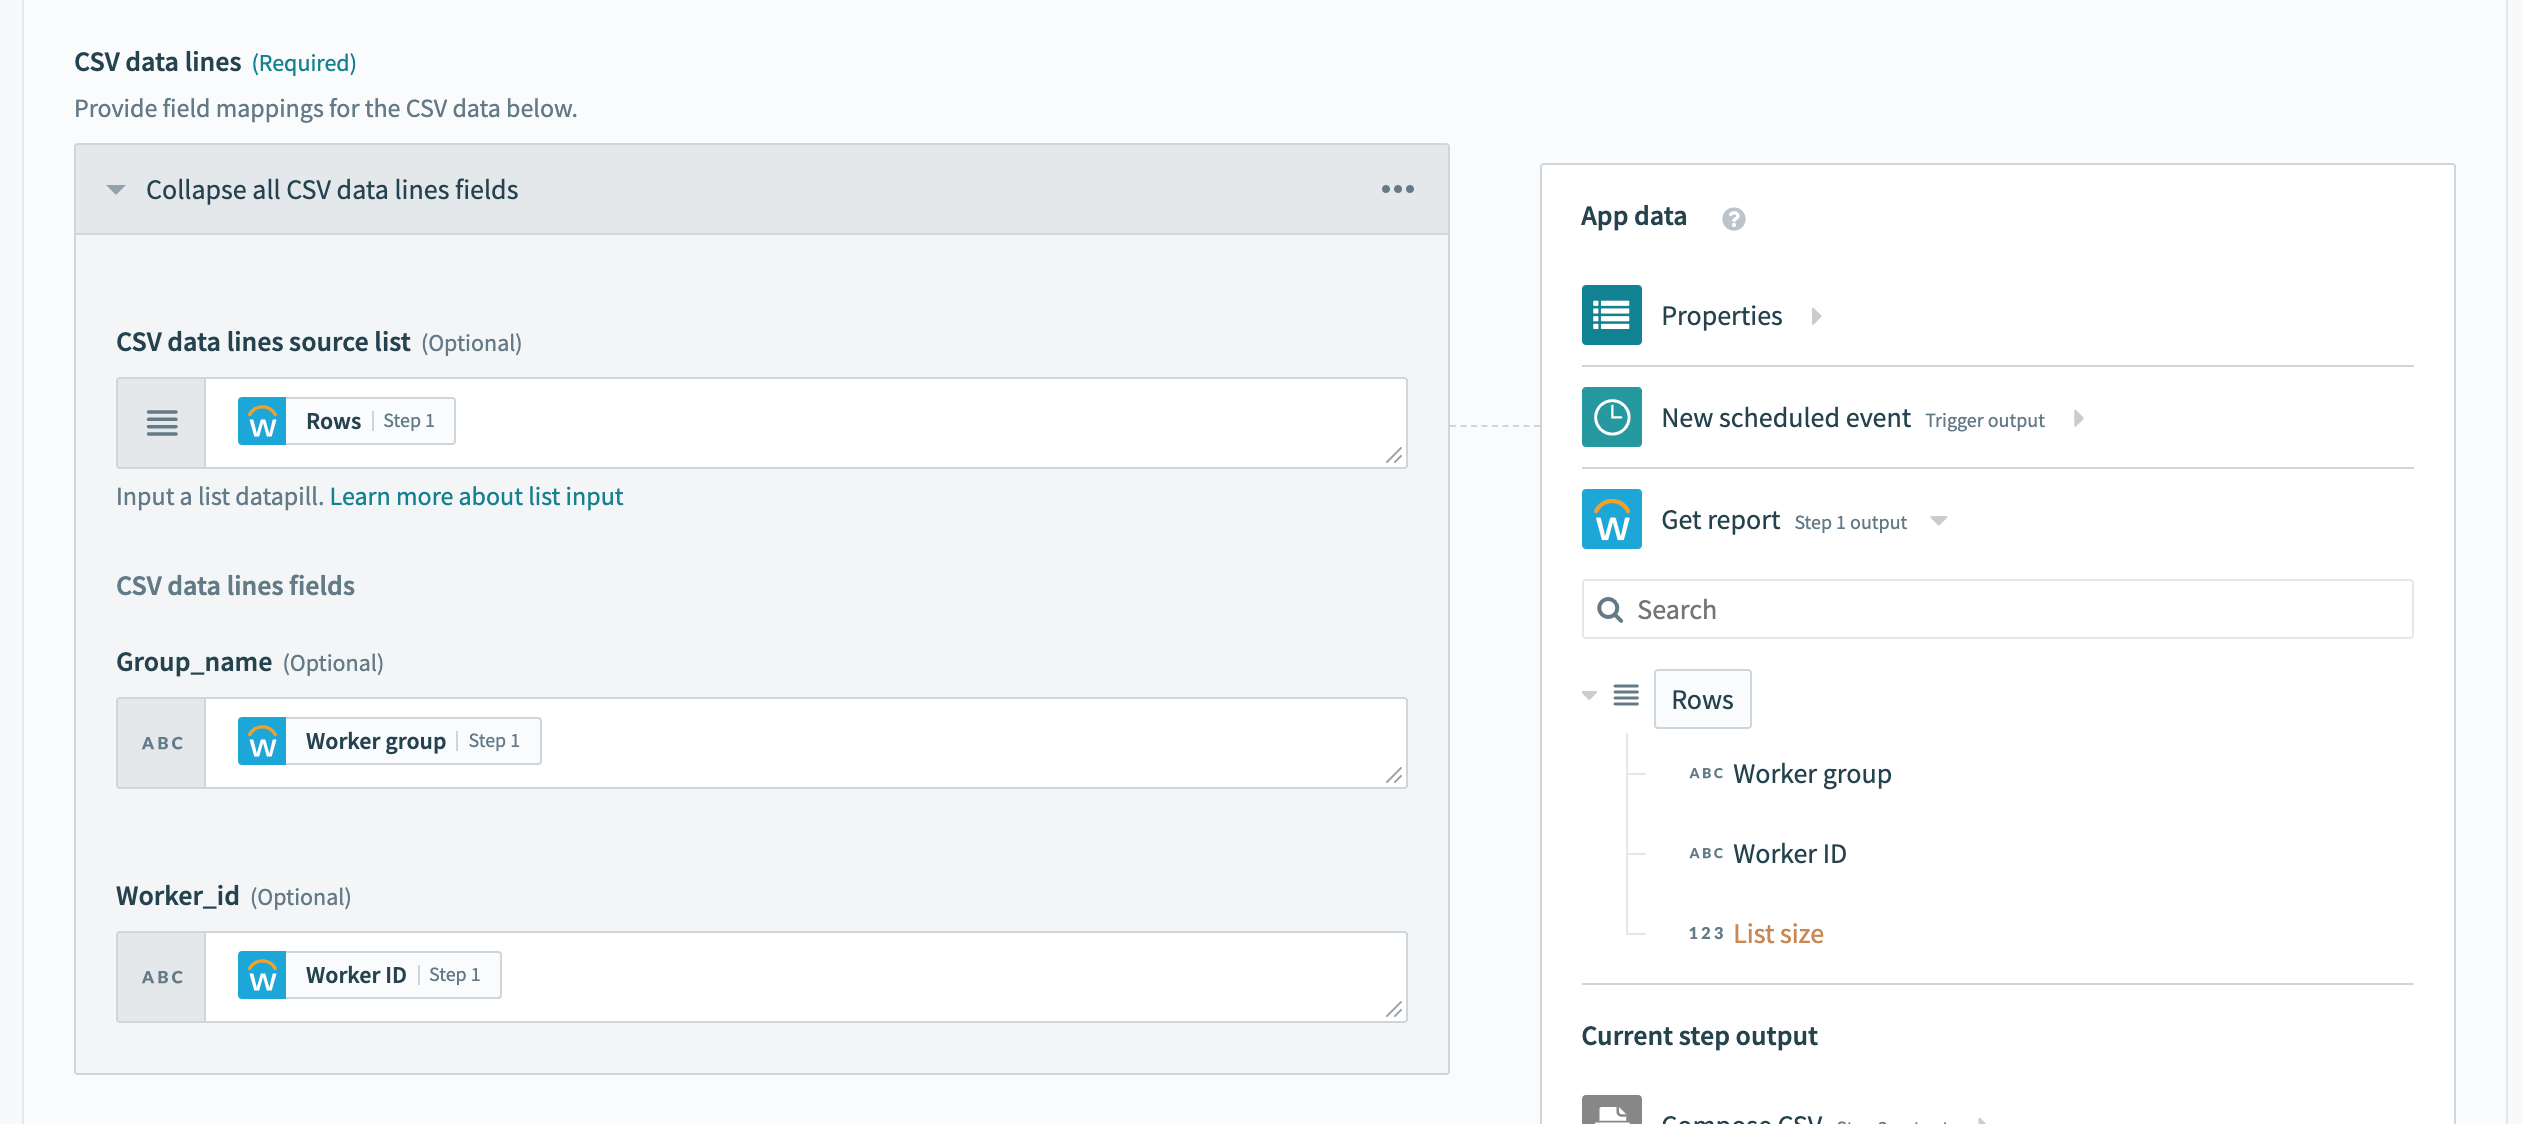 CSV data lines (Required)
Provide field mappings for the CSV data below.
Collapse all CSV data lines fields
CSV data lines source list (Optional)
Rows Step 1
Input a list datapill. Learn more about list input
CSV data lines fields
Group_name (Optional)
ABC Worker group Step 1
Worker_id (Optional)
ABC Worker ID Step 1
App data
Properties
New scheduled event Trigger output
Get report Step 1 output
Search
Rows
ABC Worker group
ABC Worker ID
123 List size
Current step output
Compose CSV